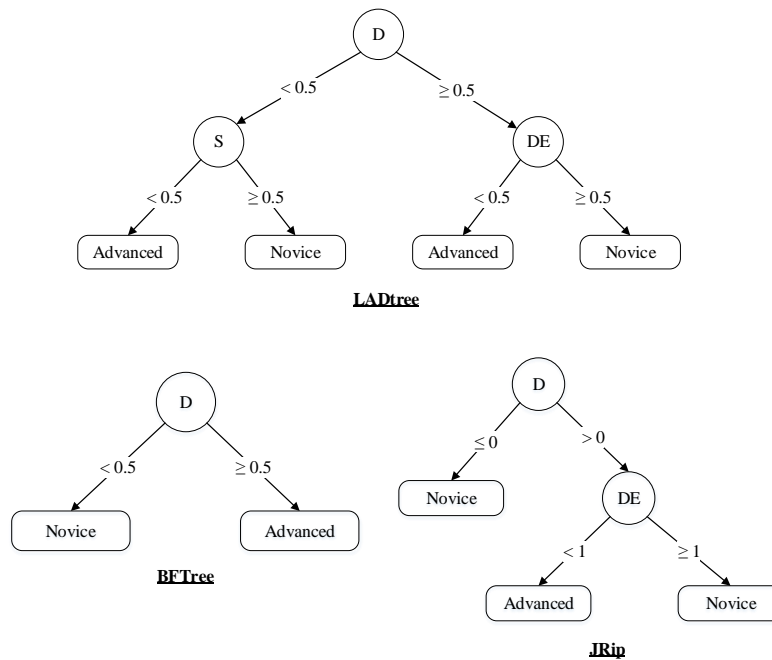 D
< 0.5
≥ 0.5
S
DE
< 0.5
≥ 0.5
< 0.5
≥ 0.5
Advanced
Novice
Advanced
Novice
LADtree
D
< 0.5
≥ 0.5
Novice
Advanced
BFTree
D
≤ 0
> 0
Novice
DE
< 1
≥ 1
Advanced
Novice
JRip